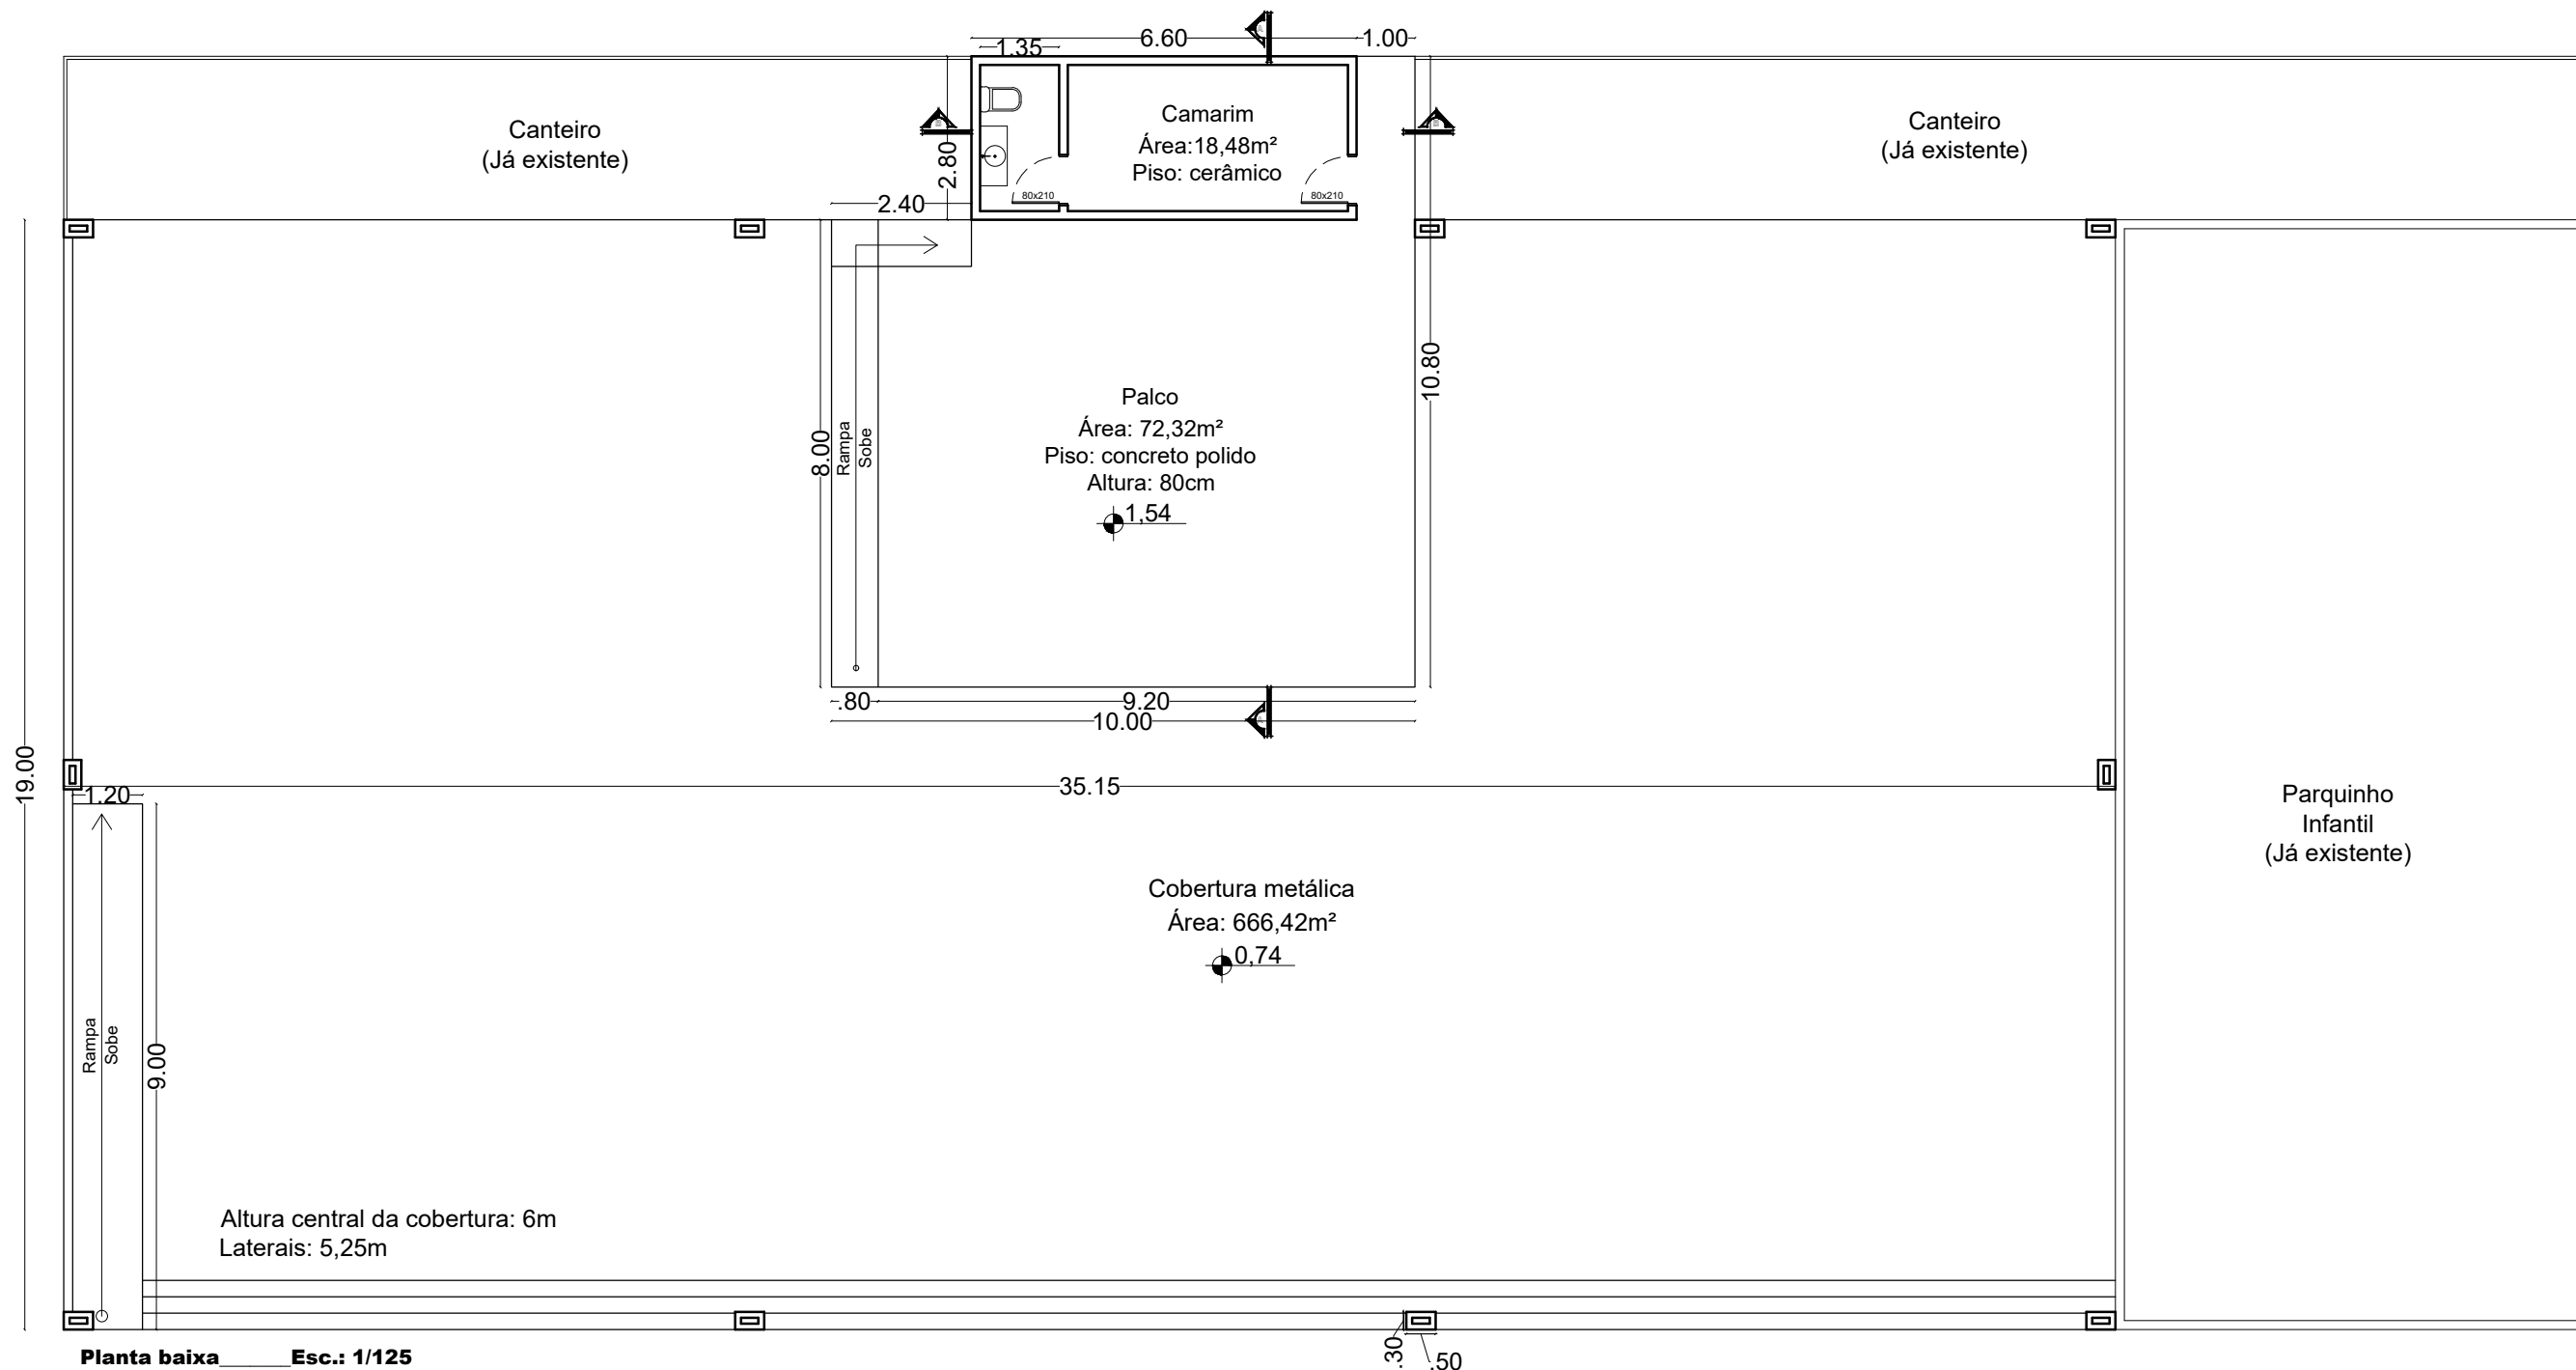 6.60
1.00
1.35
Canteiro
(Já existente)
2.80
Camarim
Área:18,48m²
Piso: cerâmico
80x210
80x210
Canteiro
(Já existente)
2.40
8.00
Rampa
Sobe
Palco
Área: 72,32m²
Piso: concreto polido
Altura: 80cm
1,54
10.80
.80
9.20
10.00
19.00
1.20
35.15
Parquinho
Infantil
(Já existente)
Cobertura metálica
Área: 666,42m²
0,74
Rampa
Sobe
9.00
Altura central da cobertura: 6m
Laterais: 5,25m
.30
.50
Planta baixa______Esc.: 1/125